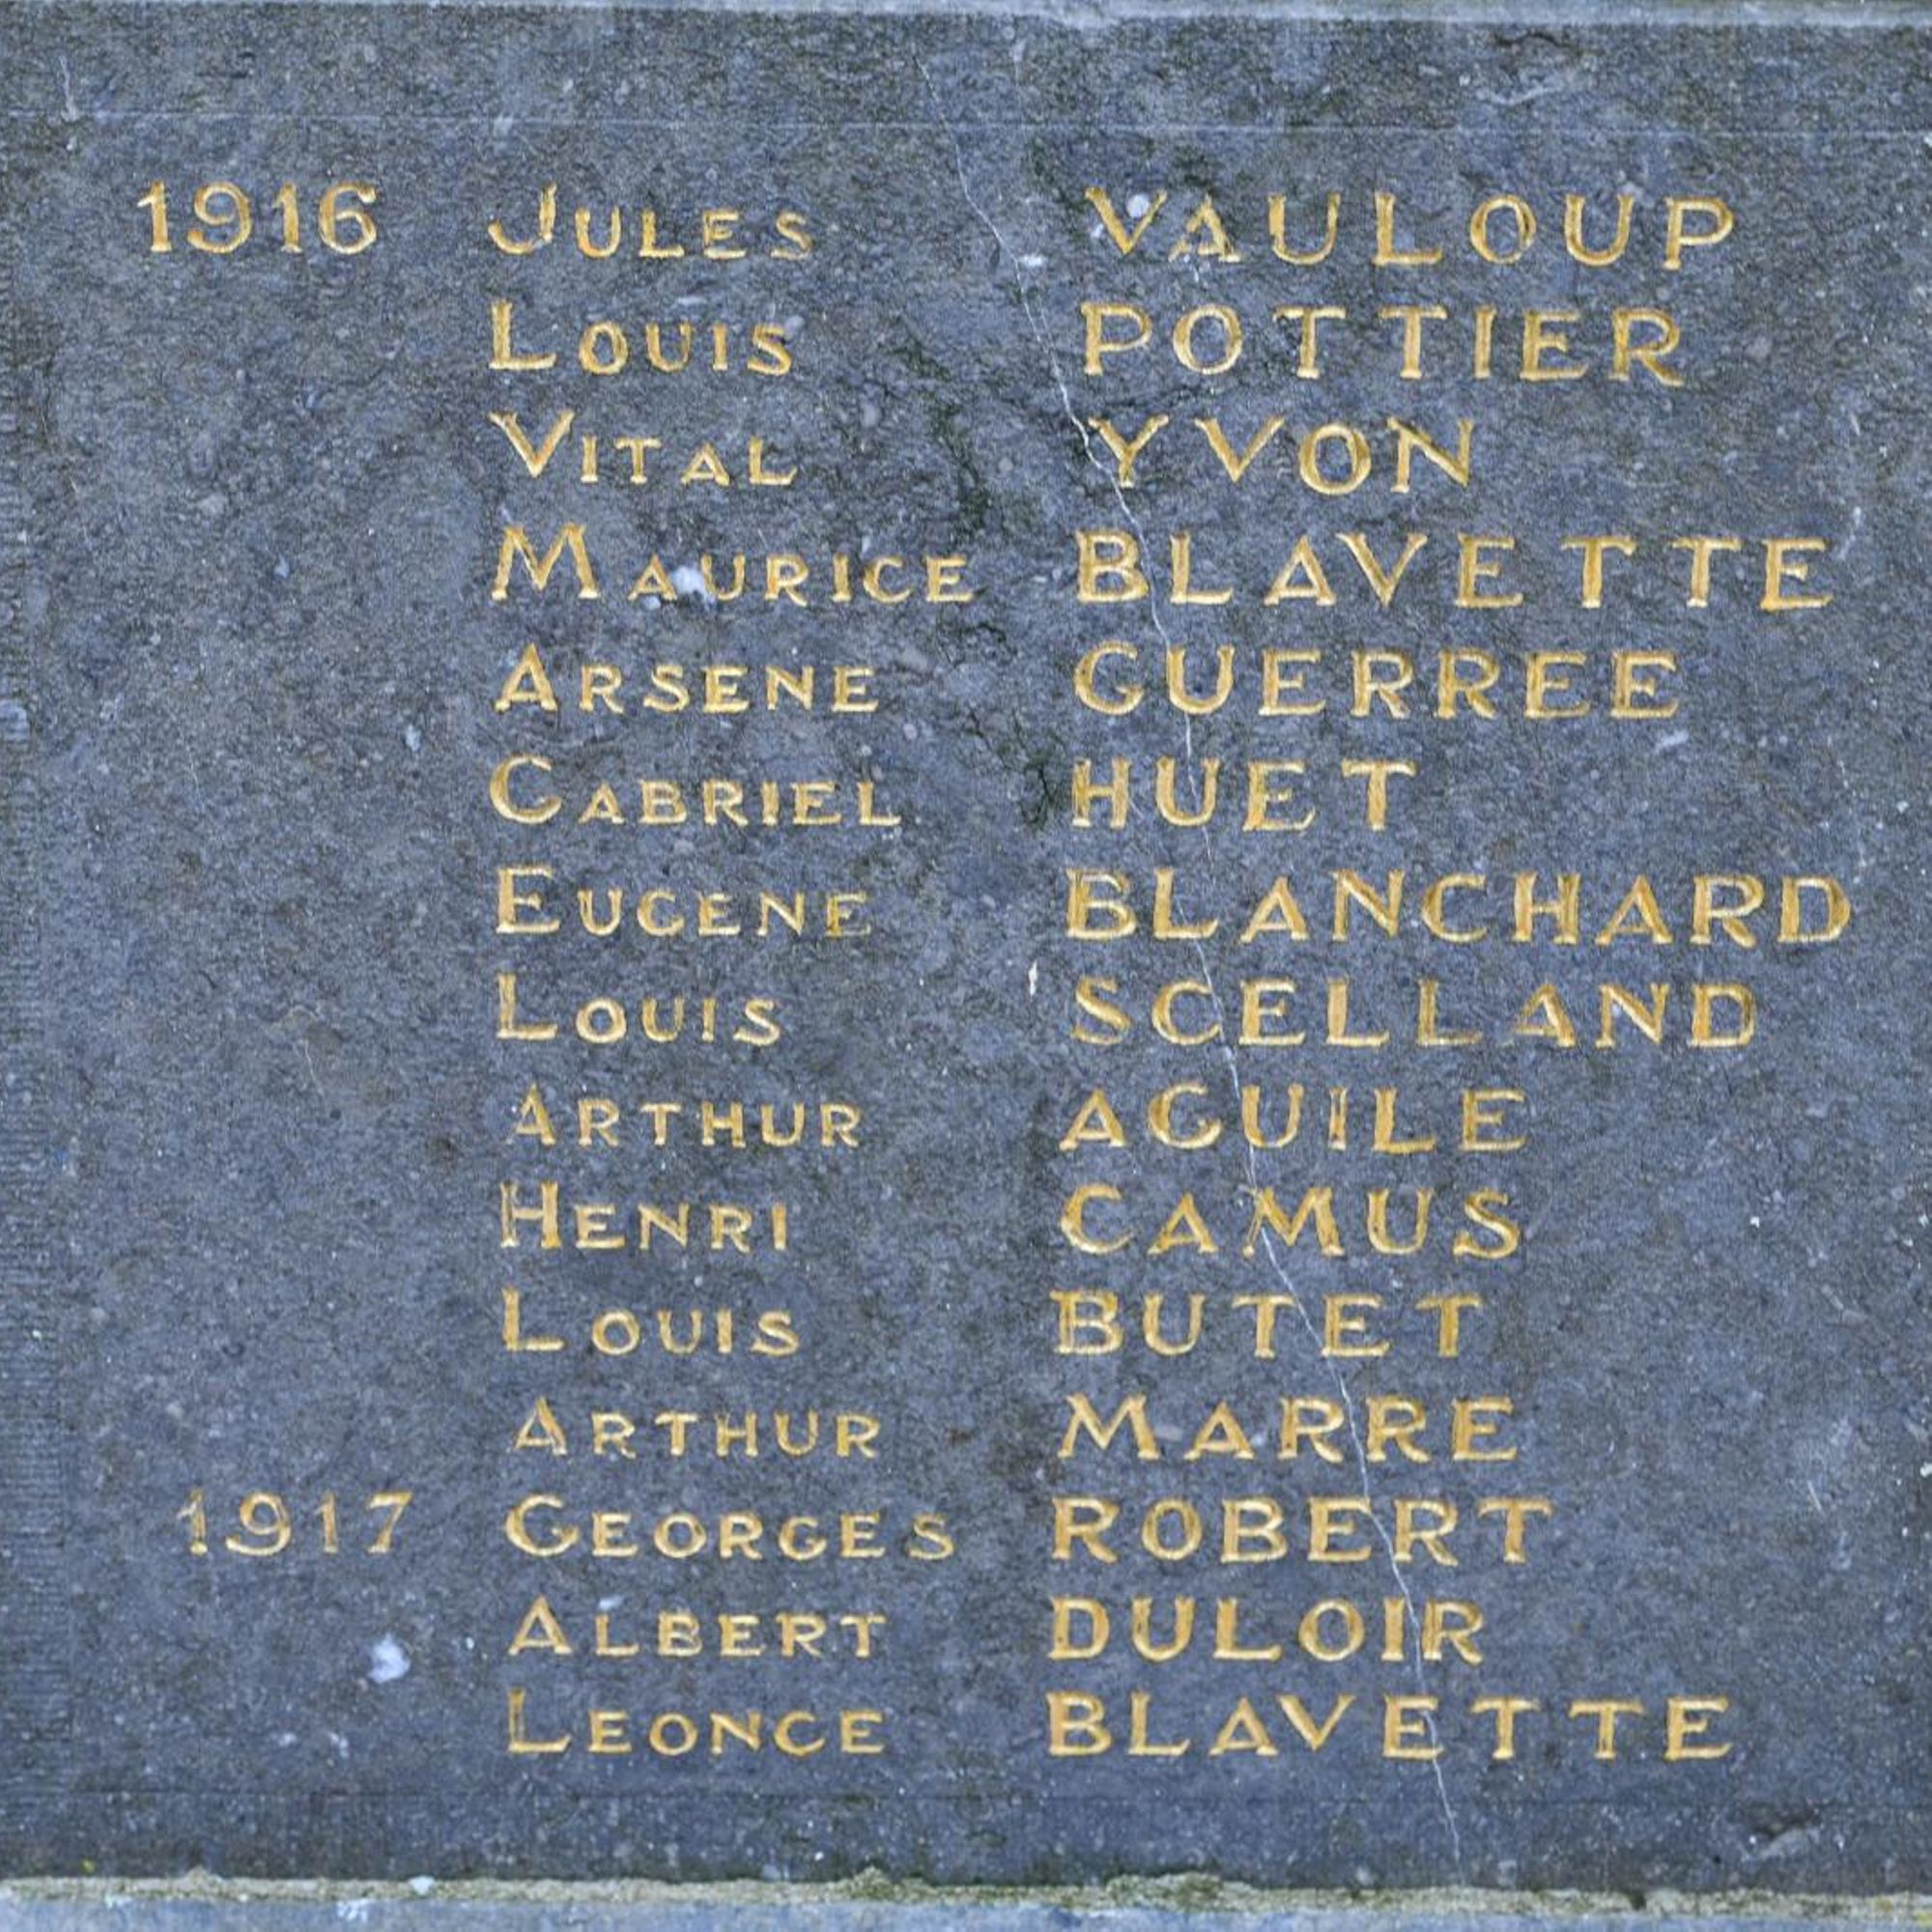 1916 JULES VAULOUP
LOUIS POTTIER
VITAL YVON
MAURICE BLAVETTE
ARSENE GUERREE
GABRIEL HUET
EUGENE BLANCHARD
LOUIS SCELLAND
ARTHUR AGUILE
HENRI CAMUS
LOUIS BUTET
ARTHUR MARRE
1917 GEORGES ROBERT
ALBERT DULOIR
LEONCE BLAVETTE